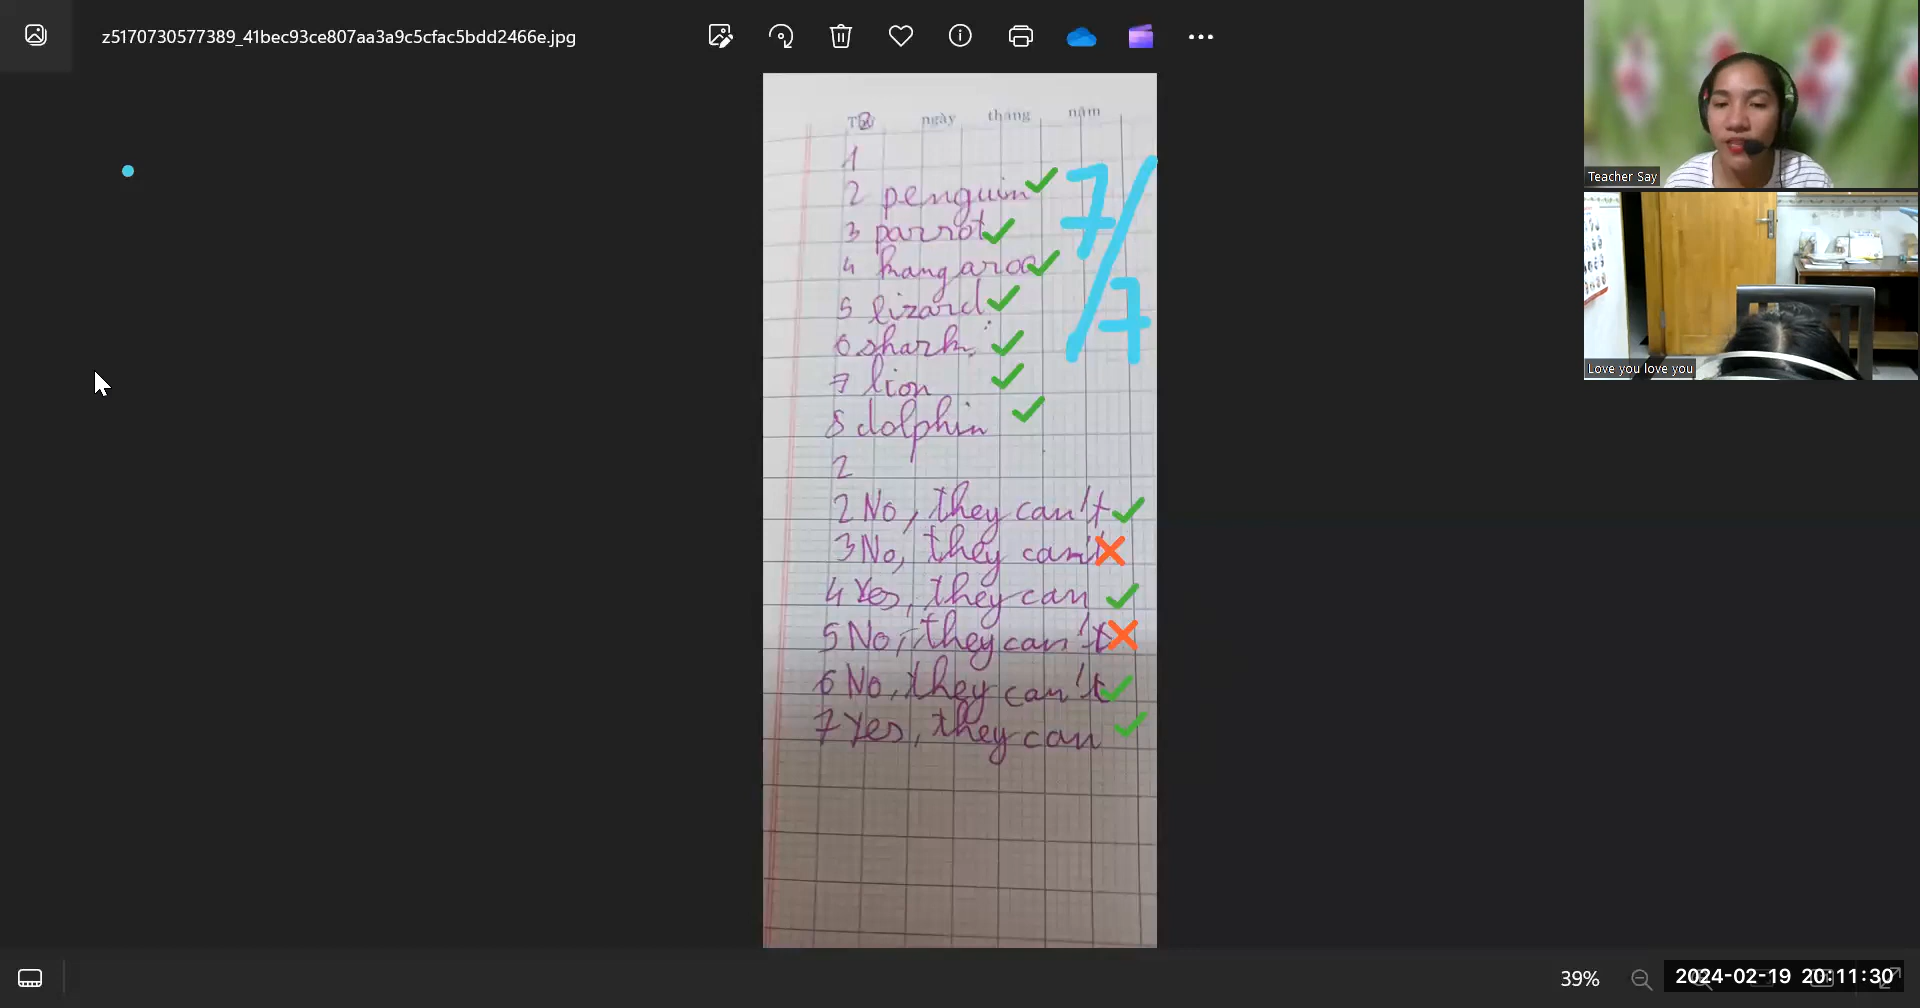 z5170730577389_41bec93ce807aa3a9c5cfac5bdd2466e.jpg
Thứ ngày tháng năm
1
2 penguin
3 parrot
4 kangaroo
5 lizard
6 shark
7 lion
8 dolphin
7/7
2
2 No, they can't
3 No, they can't
4 Yes, they can
5 No, they can't
6 No, they can't
7 Yes, they can
Teacher Say
Love you love you
39%
2024-02-19 20:11:30